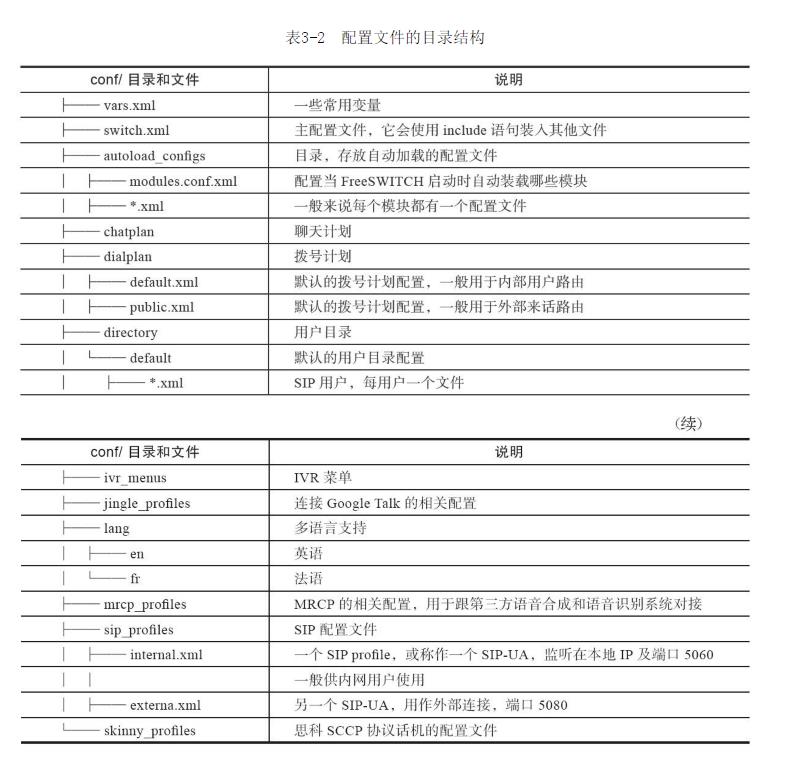 表3-2 配置文件的目录结构
conf/ 目录和文件 说明
├── vars.xml 一些常用变量
├── switch.xml 主配置文件，它会使用 include 语句装入其他文件
├── autoload_configs 目录，存放自动加载的配置文件
│ ├── modules.conf.xml 配置当 FreeSWITCH 启动时自动装载哪些模块
│ ├── *.xml 一般来说每个模块都有一个配置文件
├── chatplan 聊天计划
├── dialplan 拨号计划
│ ├── default.xml 默认的拨号计划配置，一般用于内部用户路由
│ ├── public.xml 默认的拨号计划配置，一般用于外部来话路由
├── directory 用户目录
│ └── default 默认的用户目录配置
│ ├── *.xml SIP 用户，每用户一个文件
（续）
conf/ 目录和文件 说明
├── ivr_menus IVR 菜单
├── jingle_profiles 连接 Google Talk 的相关配置
├── lang 多语言支持
│ ├── en 英语
│ └── fr 法语
├── mrcp_profiles MRCP 的相关配置，用于跟第三方语音合成和语音识别系统对接
├── sip_profiles SIP 配置文件
│ ├── internal.xml 一个 SIP profile，或称作一个 SIP-UA，监听在本地 IP 及端口 5060
│ │ 一般供内网用户使用
│ ├── externa.xml 另一个 SIP-UA，用作外部连接，端口 5080
└── skinny_profiles 思科 SCCP 协议话机的配置文件